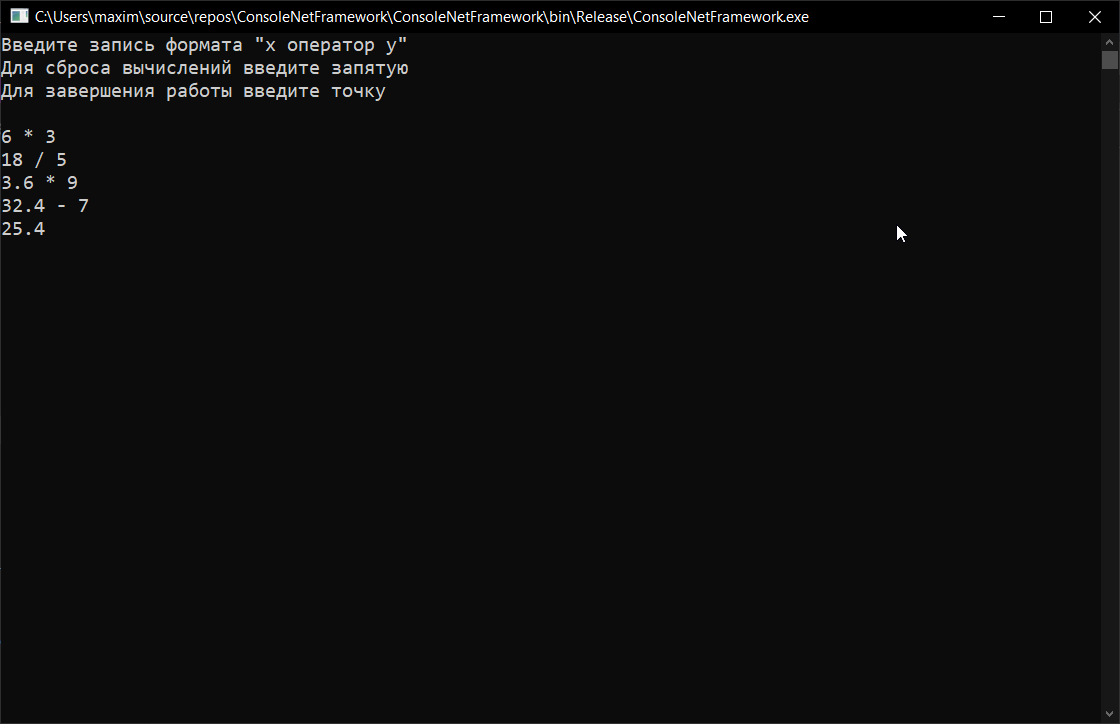 C:\Users\maxim\source\repos\ConsoleNetFramework\ConsoleNetFramework\bin\Release\ConsoleNetFramework.exe
Введите запись формата "x оператор y"
Для сброса вычислений введите запятую
Для завершения работы введите точку
6 * 3
18 / 5
3.6 * 9
32.4 - 7
25.4